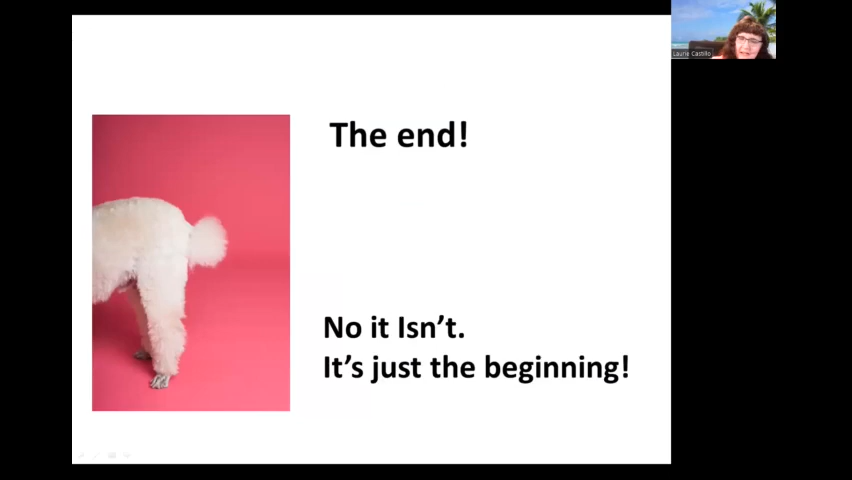 The end!
No it Isn't.
It's just the beginning!
Laurie Castillo